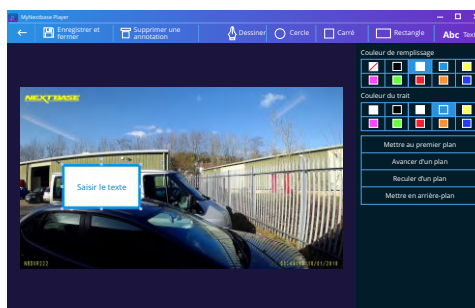 MyNextbase Player
Enregistrer et fermer
Supprimer une annotation
Dessiner
Cercle
Carré
Rectangle
Abc
Couleur de remplissage
NEXTBASE
Couleur du trait
Mettre au premier plan
Avancer d'un plan
Reculer d'un plan
Mettre en arrière-plan
Saisir le texte